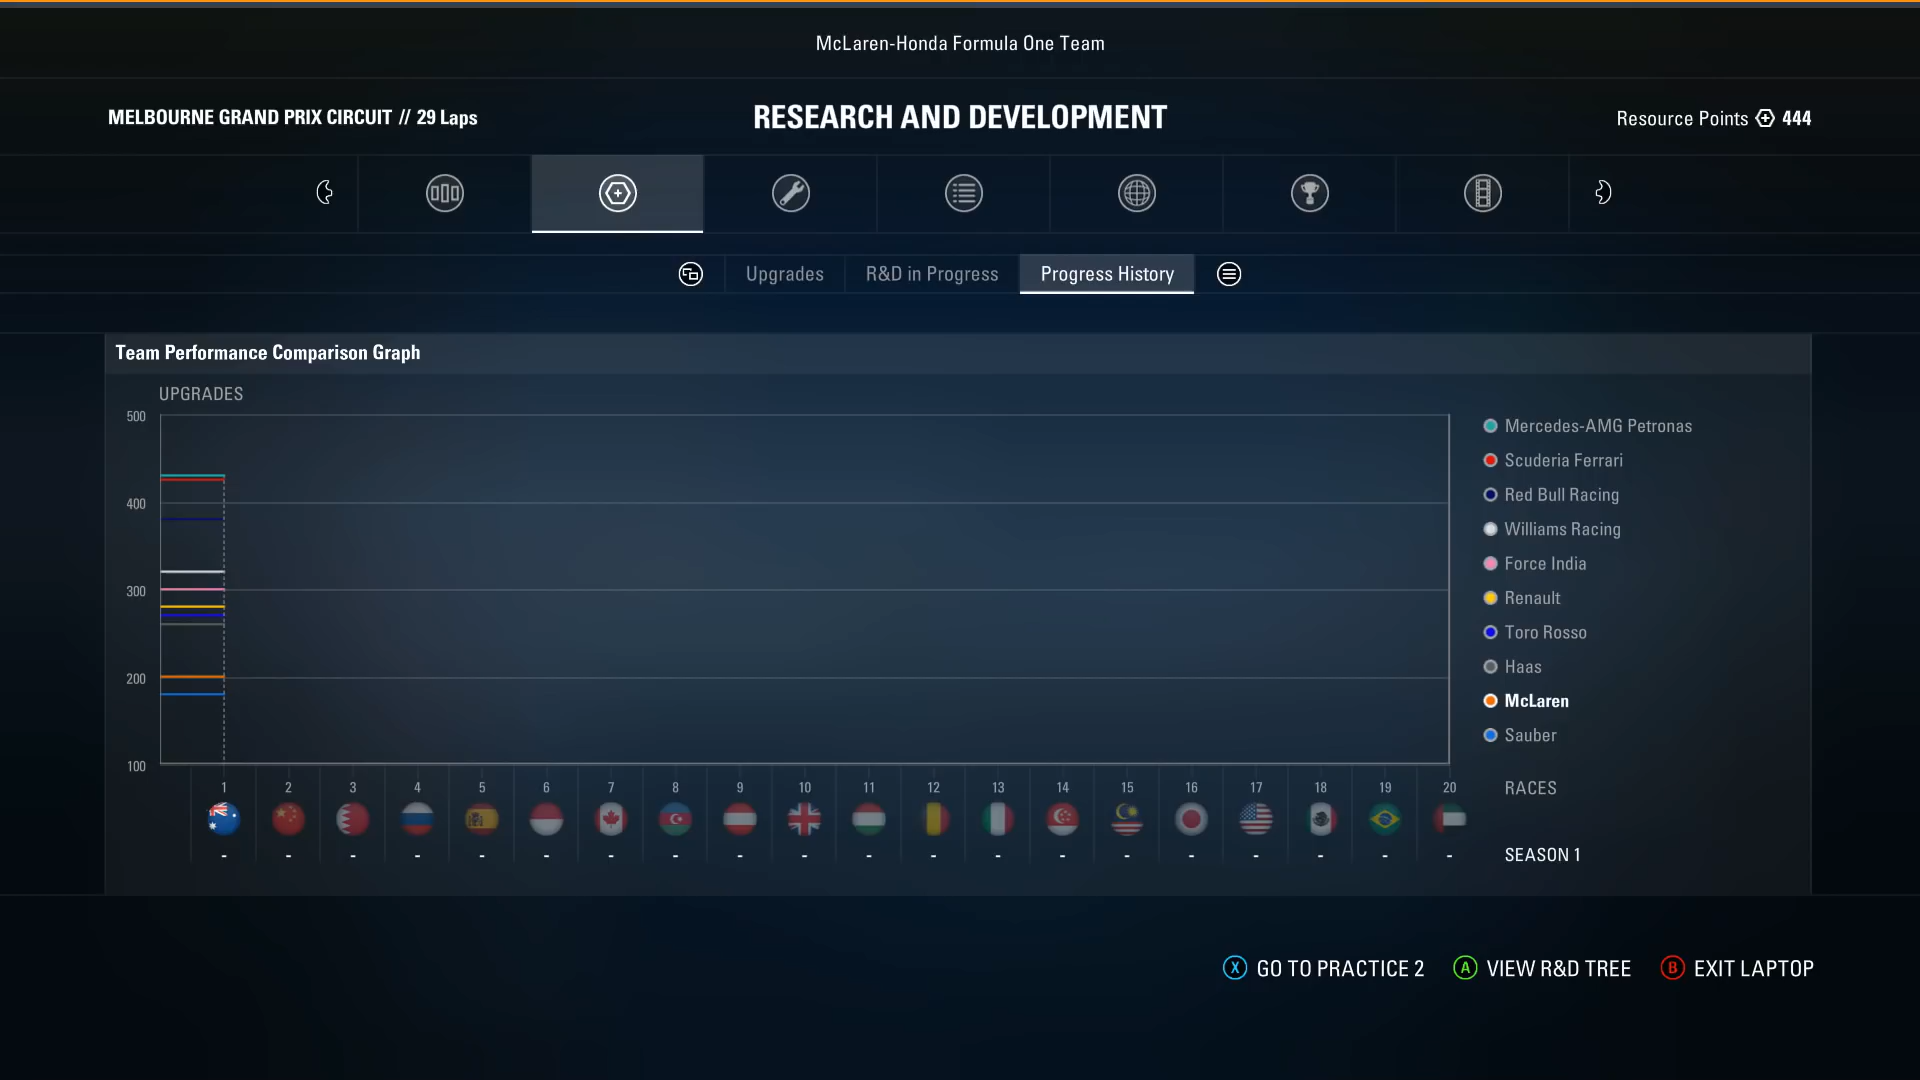 McLaren-Honda Formula One Team
MELBOURNE GRAND PRIX CIRCUIT // 29 Laps
RESEARCH AND DEVELOPMENT
Resource Points 444
Upgrades
R&D in Progress
Progress History
Team Performance Comparison Graph
UPGRADES
500
400
300
200
100
Mercedes-AMG Petronas
Scuderia Ferrari
Red Bull Racing
Williams Racing
Force India
Renault
Toro Rosso
Haas
McLaren
Sauber
1 2 3 4 5 6 7 8 9 10 11 12 13 14 15 16 17 18 19 20
RACES
- - - - - - - - - - - - - - - - - - - -
SEASON 1
X GO TO PRACTICE 2
A VIEW R&D TREE
B EXIT LAPTOP